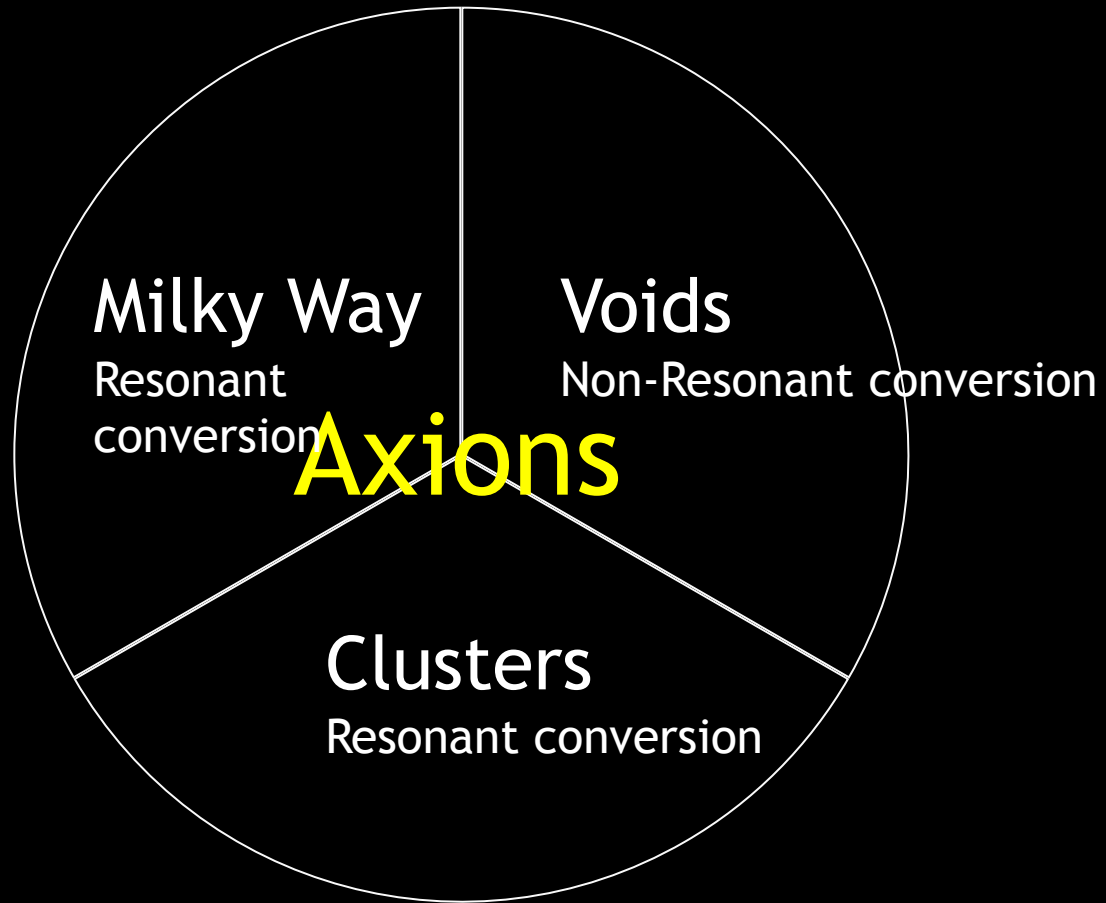 Milky Way
Resonant
conversion
Voids
Non-Resonant conversion
Axions
Clusters
Resonant conversion